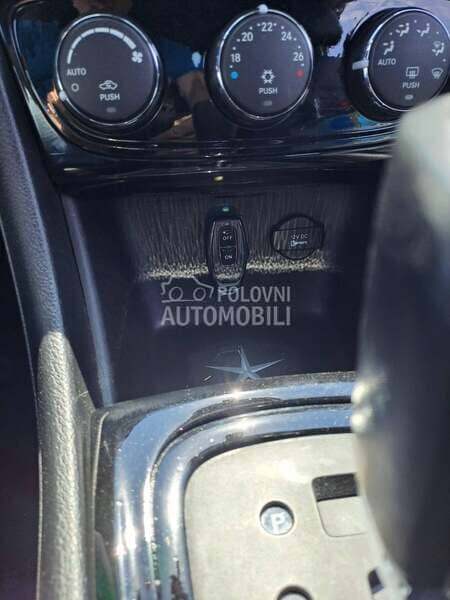 AUTO
PUSH
20 22° 24
18 26
PUSH
AUTO
PUSH
OFF
ON
12V DC
POLOVNI
AUTOMOBILI
P